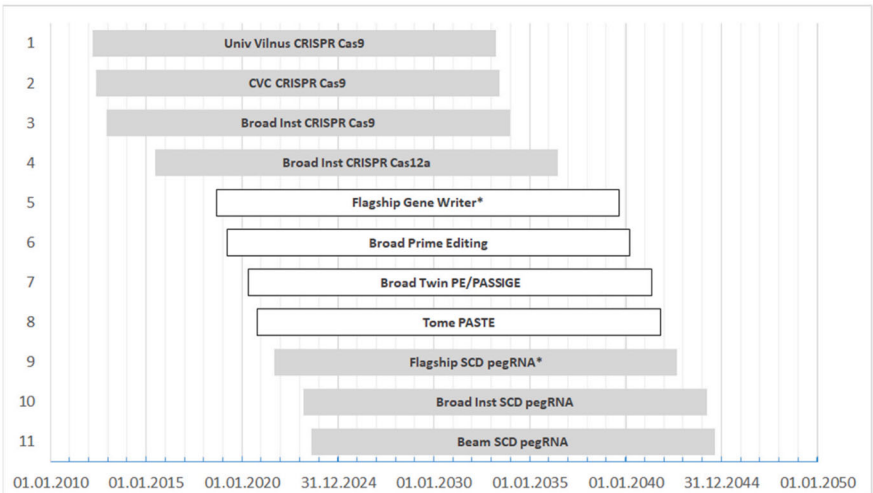 1 Univ Vilnus CRISPR Cas9
2 CVC CRISPR Cas9
3 Broad Inst CRISPR Cas9
4 Broad Inst CRISPR Cas12a
5 Flagship Gene Writer*
6 Broad Prime Editing
7 Broad Twin PE/PASSIGE
8 Tome PASTE
9 Flagship SCD pegRNA*
10 Broad Inst SCD pegRNA
11 Beam SCD pegRNA
01.01.2010 01.01.2015 01.01.2020 31.12.2024 01.01.2030 01.01.2035 01.01.2040 31.12.2044 01.01.2050